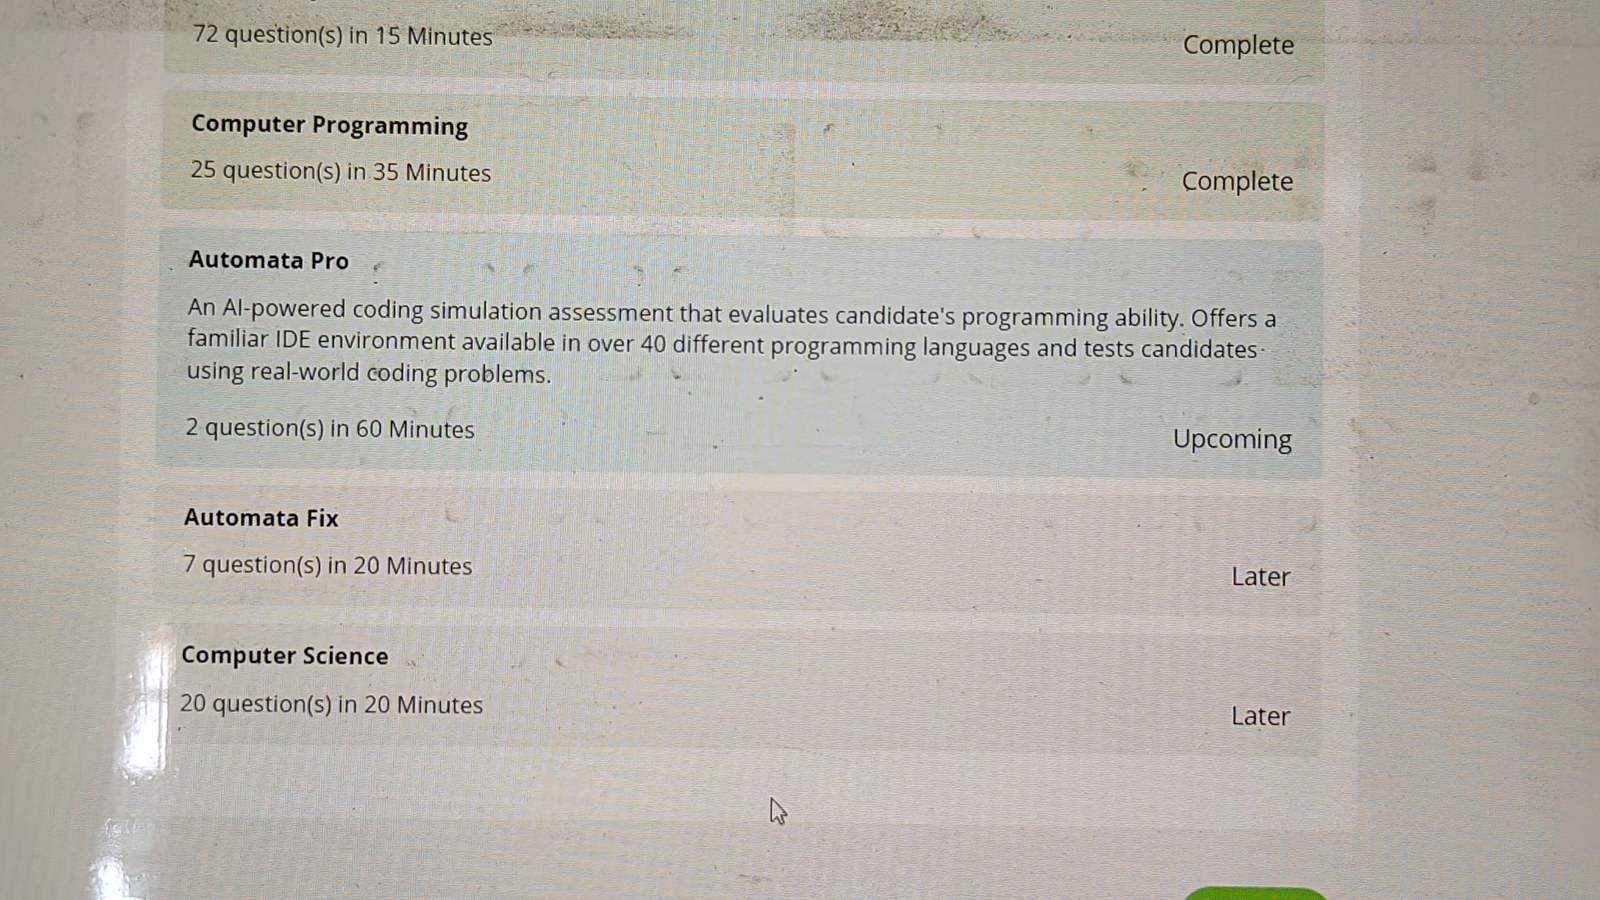 72 question(s) in 15 Minutes
Complete
Computer Programming
25 question(s) in 35 Minutes
Complete
Automata Pro
An AI-powered coding simulation assessment that evaluates candidate's programming ability. Offers a
familiar IDE environment available in over 40 different programming languages and tests candidates
using real-world coding problems.
2 question(s) in 60 Minutes
Upcoming
Automata Fix
7 question(s) in 20 Minutes
Later
Computer Science
20 question(s) in 20 Minutes
Later